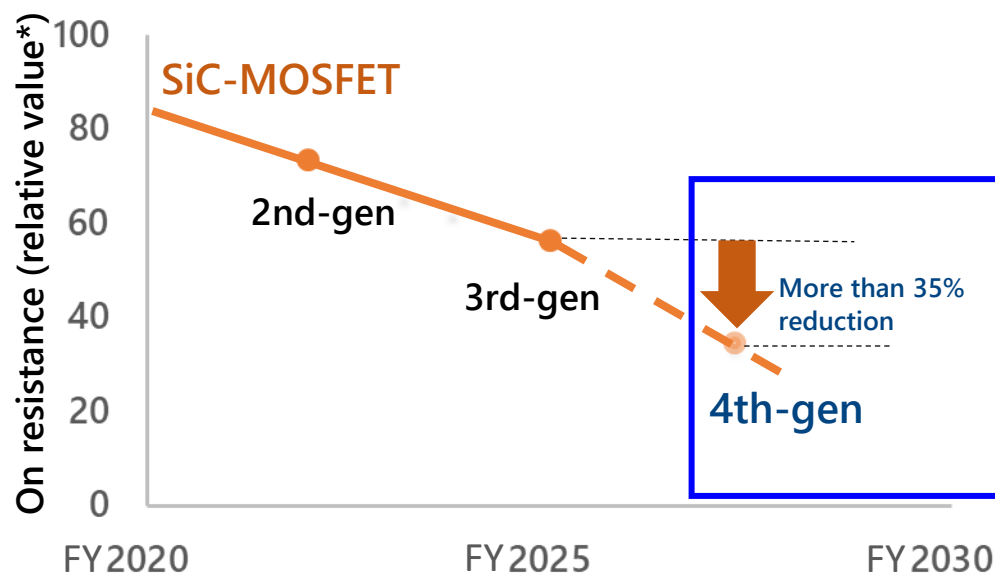 On resistance (relative value*)
100
80
60
40
20
0
SiC-MOSFET
2nd-gen
3rd-gen
More than 35%
reduction
4th-gen
FY2020
FY2025
FY2030